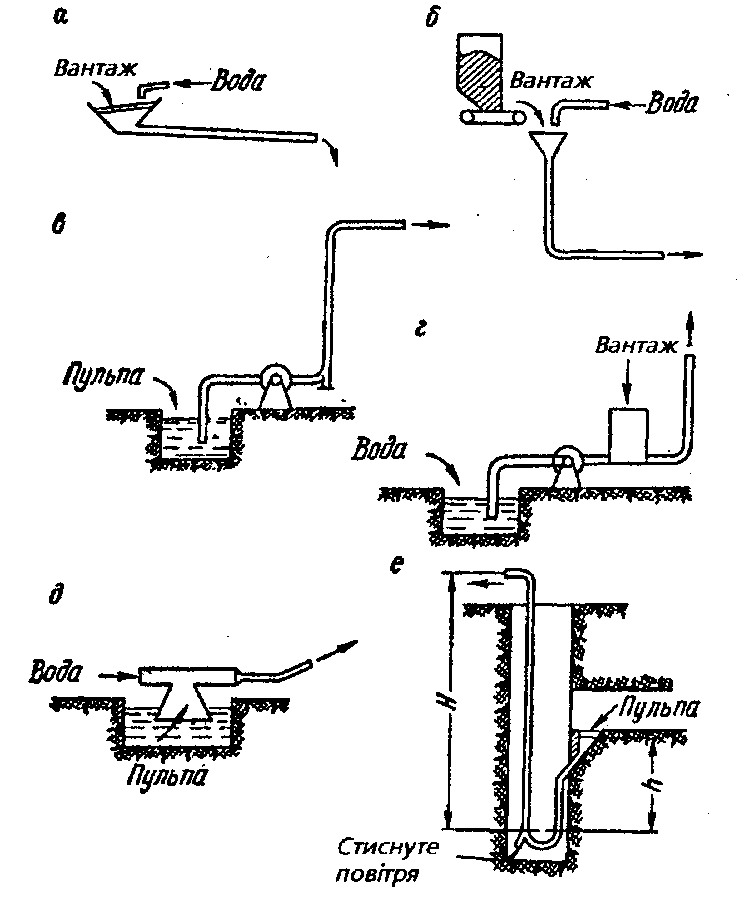 а
Вантаж
Вода
б
Вантаж
Вода
в
Пульпа
г
Вантаж
Вода
д
Вода
Пульпа
е
H
Пульпа
h
Стиснуте
повітря